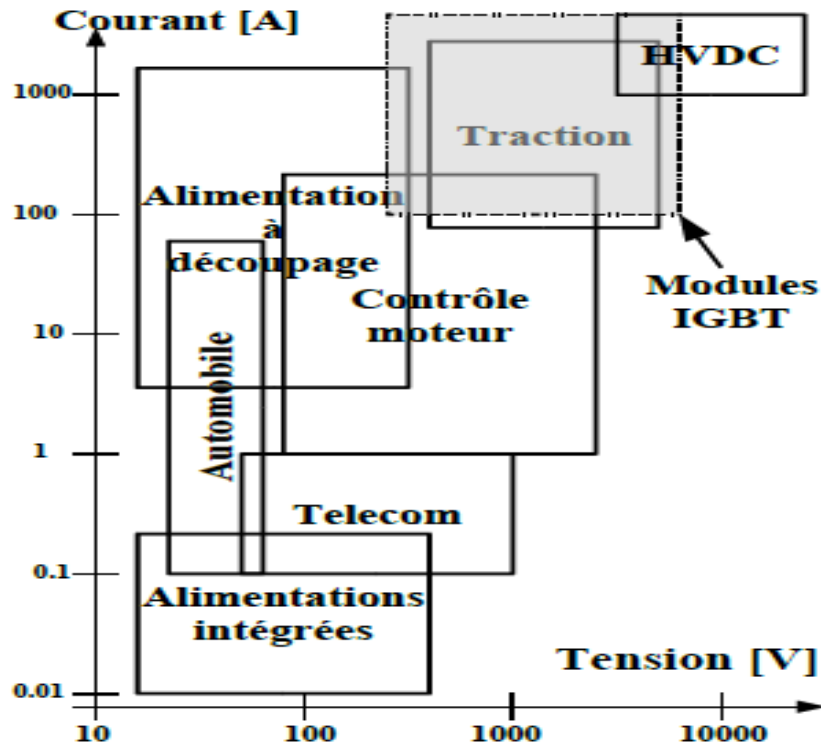 Courant [A]
HVDC
1000
Traction
Alimentation
100
à
découpage
Modules
IGBT
Contrôle
moteur
10
Automobile
1
Telecom
0.1
Alimentations
intégrées
Tension [V]
0.01
10
100
1000
10000